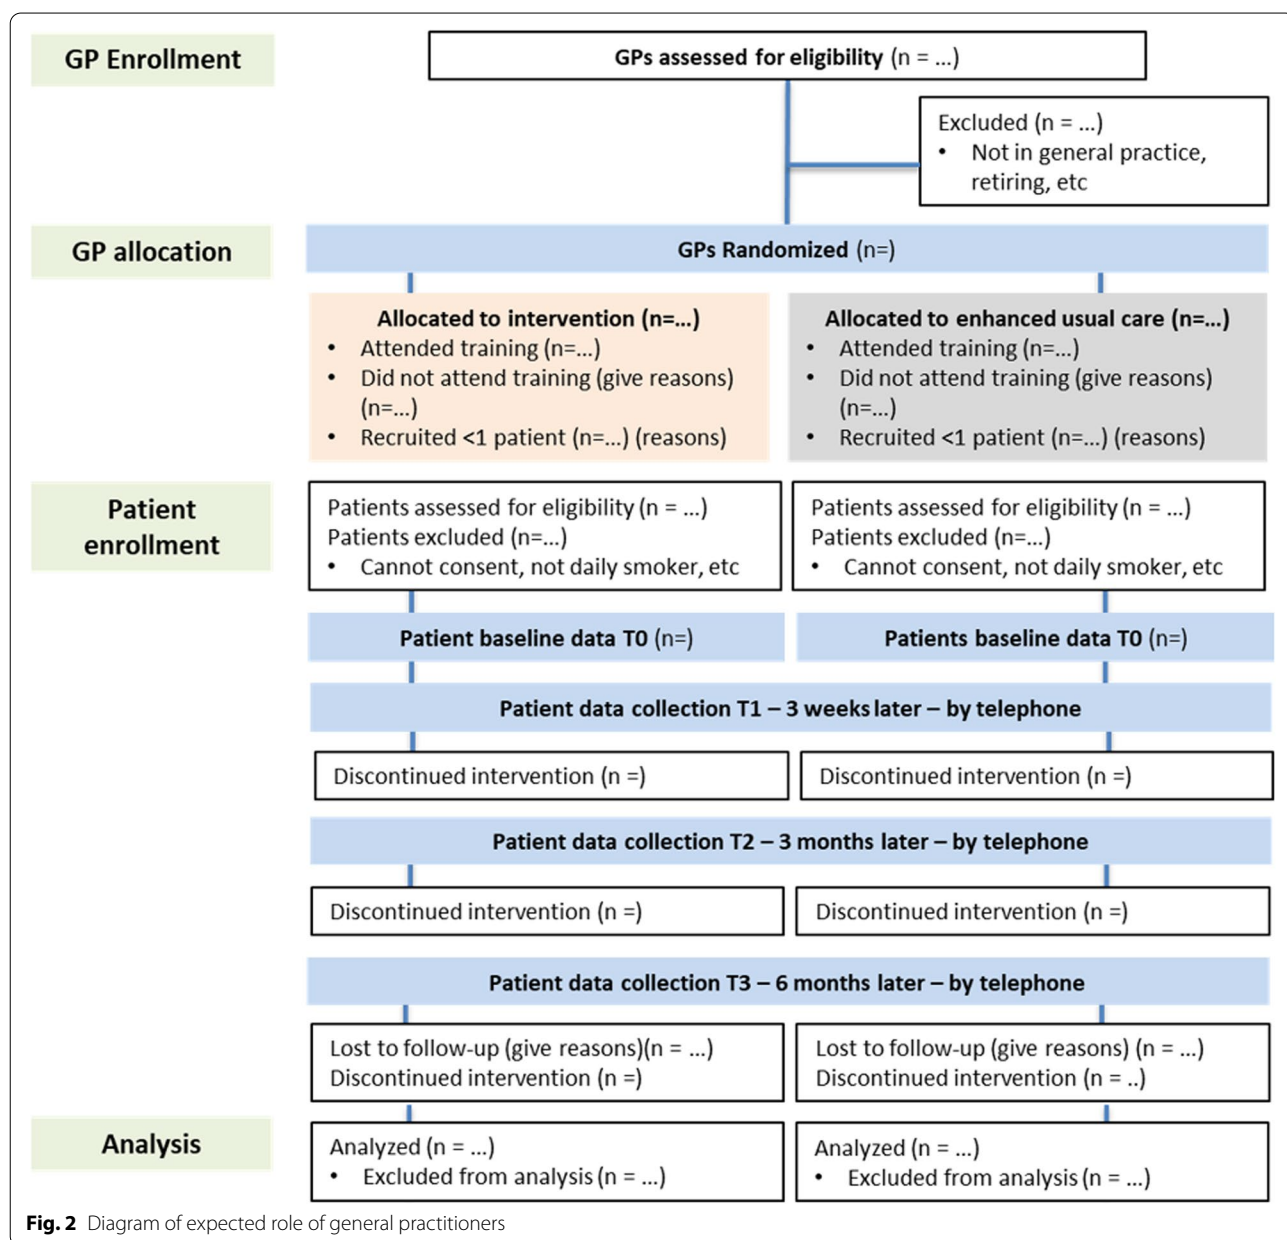 GP Enrollment
GPs assessed for eligibility (n = ...)
Excluded (n = ...)
• Not in general practice,
retiring, etc
GP allocation
GPs Randomized (n=)
Allocated to intervention (n=...)
• Attended training (n=...)
• Did not attend training (give reasons)
(n=...)
• Recruited <1 patient (n=...) (reasons)
Allocated to enhanced usual care (n=...)
• Attended training (n=...)
• Did not attend training (give reasons)
(n=...)
• Recruited <1 patient (n=...) (reasons)
Patient
enrollment
Patients assessed for eligibility (n = ...)
Patients excluded (n=...)
• Cannot consent, not daily smoker, etc
Patients assessed for eligibility (n = ...)
Patients excluded (n=...)
• Cannot consent, not daily smoker, etc
Patient baseline data T0 (n=)
Patients baseline data T0 (n=)
Patient data collection T1 – 3 weeks later – by telephone
Discontinued intervention (n =)
Discontinued intervention (n =)
Patient data collection T2 – 3 months later – by telephone
Discontinued intervention (n =)
Discontinued intervention (n =)
Patient data collection T3 – 6 months later – by telephone
Lost to follow-up (give reasons)(n = ...)
Discontinued intervention (n =)
Lost to follow-up (give reasons) (n = ...)
Discontinued intervention (n = ..)
Analysis
Analyzed (n = ...)
• Excluded from analysis (n = ...)
Analyzed (n = ...)
• Excluded from analysis (n = ...)
Fig. 2 Diagram of expected role of general practitioners